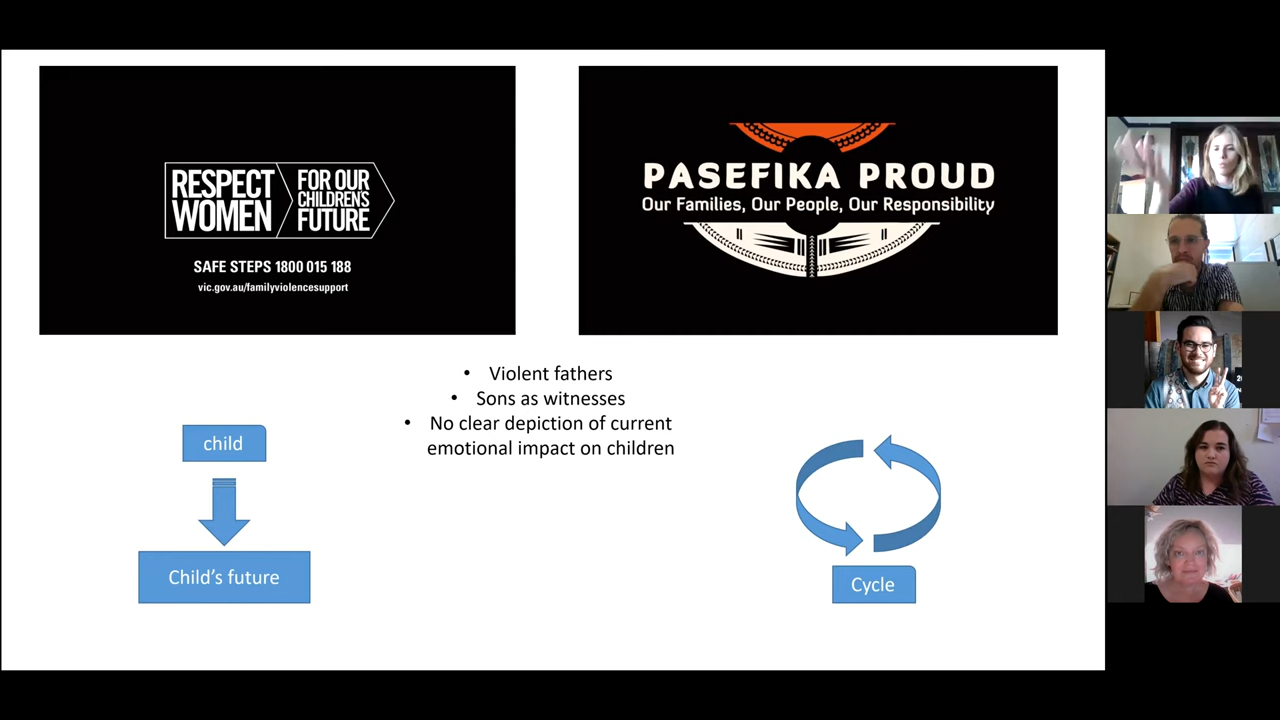 RESPECT WOMEN
FOR OUR CHILDREN'S FUTURE
SAFE STEPS 1800 015 188
vic.gov.au/familyviolencesupport
PASEFIKA PROUD
Our Families, Our People, Our Responsibility
• Violent fathers
• Sons as witnesses
• No clear depiction of current
emotional impact on children
child
Child's future
Cycle